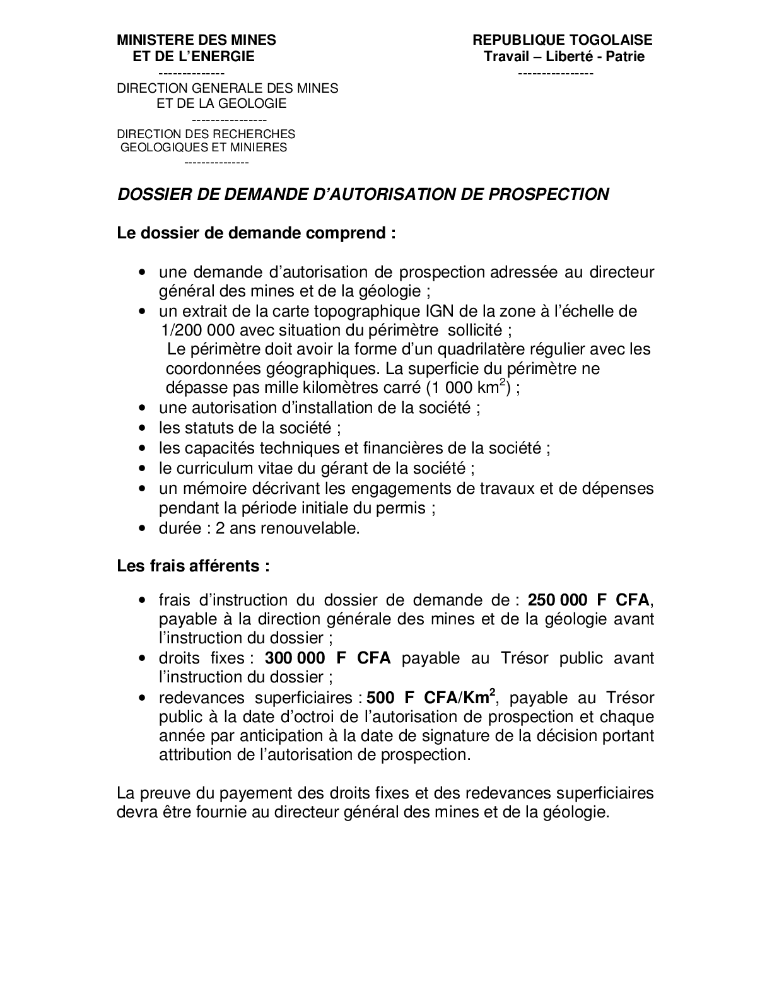 MINISTERE DES MINES
ET DE L’ENERGIE
--------------
REPUBLIQUE TOGOLAISE
Travail – Liberté - Patrie
----------------
DIRECTION GENERALE DES MINES
ET DE LA GEOLOGIE
----------------
DIRECTION DES RECHERCHES
GEOLOGIQUES ET MINIERES
---------------
DOSSIER DE DEMANDE D’AUTORISATION DE PROSPECTION
Le dossier de demande comprend :
• une demande d’autorisation de prospection adressée au directeur
général des mines et de la géologie ;
• un extrait de la carte topographique IGN de la zone à l’échelle de
1/200 000 avec situation du périmètre sollicité ;
Le périmètre doit avoir la forme d’un quadrilatère régulier avec les
coordonnées géographiques. La superficie du périmètre ne
dépasse pas mille kilomètres carré (1 000 km²) ;
• une autorisation d’installation de la société ;
• les statuts de la société ;
• les capacités techniques et financières de la société ;
• le curriculum vitae du gérant de la société ;
• un mémoire décrivant les engagements de travaux et de dépenses
pendant la période initiale du permis ;
• durée : 2 ans renouvelable.
Les frais afférents :
• frais d’instruction du dossier de demande de : 250 000 F CFA,
payable à la direction générale des mines et de la géologie avant
l’instruction du dossier ;
• droits fixes : 300 000 F CFA payable au Trésor public avant
l’instruction du dossier ;
• redevances superficiaires : 500 F CFA/Km², payable au Trésor
public à la date d’octroi de l’autorisation de prospection et chaque
année par anticipation à la date de signature de la décision portant
attribution de l’autorisation de prospection.
La preuve du payement des droits fixes et des redevances superficiaires
devra être fournie au directeur général des mines et de la géologie.